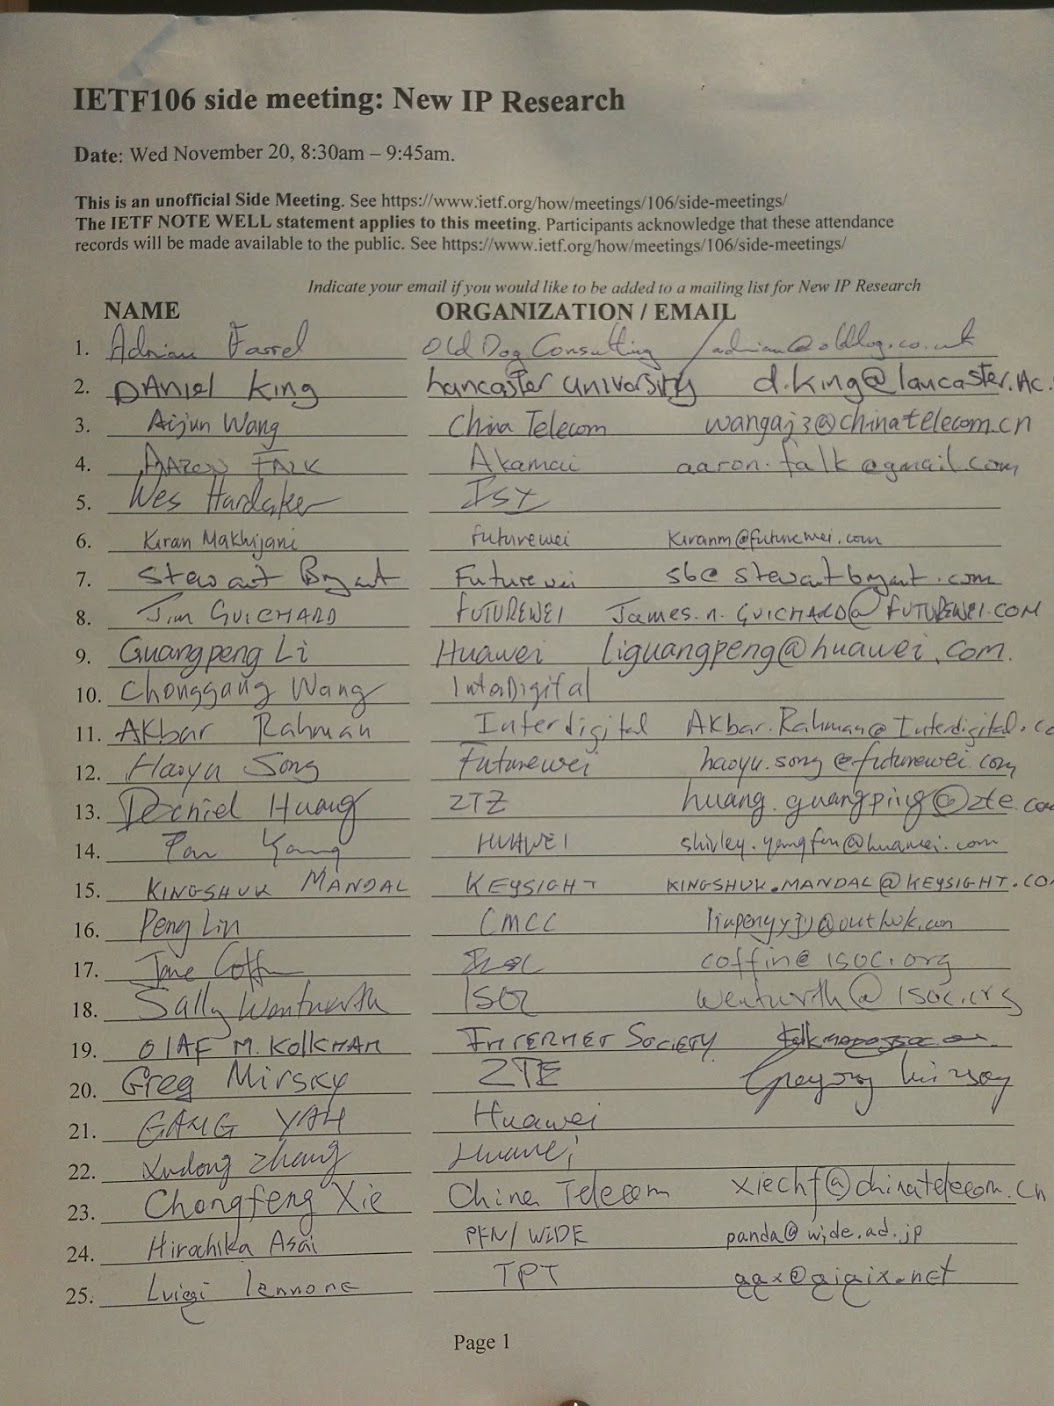 IETF106 side meeting: New IP Research
Date: Wed November 20, 8:30am – 9:45am.
This is an unofficial Side Meeting. See https://www.ietf.org/how/meetings/106/side-meetings/
The IETF NOTE WELL statement applies to this meeting. Participants acknowledge that these attendance
records will be made available to the public. See https://www.ietf.org/how/meetings/106/side-meetings/
Indicate your email if you would like to be added to a mailing list for New IP Research
NAME ORGANIZATION / EMAIL
1. Adrian Farrel Old Dog Consulting / adrian@olddog.co.uk
2. DANIEL King Lancaster University d.king@lancaster.Ac.
3. Aijun Wang China Telecom wangaj3@chinatelecom.cn
4. AARON FALK Akamai aaron.falk@gmail.com
5. Wes Hardaker ISI
6. Kiran Makhijani futurewei Kiranm@futurewei.com
7. Stewart Bryant Futurewei sb@stewartbryant.com
8. Jim GUICHARD FUTUREWEI James.n.GUICHARD@FUTUREWEI.COM
9. Guangpeng Li Huawei liguangpeng@huawei.com.
10. Chonggang Wang InterDigital
11. AKbar Rahman Interdigital AKbar.Rahman@Interdigital.co
12. Haoyu Song Futurewei haoyu.song@futurewei.com
13. Daniel Huang ZTE huang.guangping@zte.com
14. HUAWEI
15. KINGSHUK MANDAL KEYSIGHT KINGSHUK.MANDAL@KEYSIGHT.CO
16. Peng Liu CMCC
17. Jane Coffin ISOC coffin@isoc.org
18. Sally Wentworth ISOC wentworth@isoc.org
19. OlAF M. KolKMAN INTERNET SOCIETY
20. Greg Mirsky ZTE Gregory Mirsky
21. GANG YAN Huawei
22. Xudong Zhang Huawei
23. Chongfeng Xie China Telecom xiechf@chinatelecom.cn
24. Hirochika Asai PFN/WIDE panda@wide.ad.jp
25. Luigi Iannone TPT ggx@gigix.net
Page 1